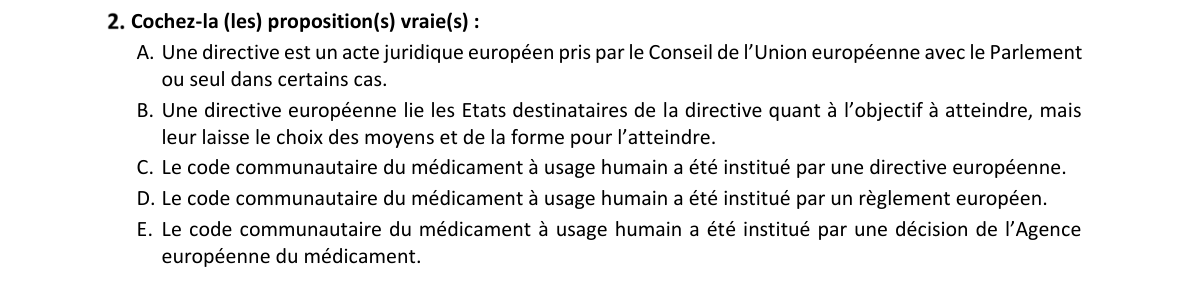 2. Cochez-la (les) proposition(s) vraie(s) :
A. Une directive est un acte juridique européen pris par le Conseil de l’Union européenne avec le Parlement
ou seul dans certains cas.
B. Une directive européenne lie les Etats destinataires de la directive quant à l’objectif à atteindre, mais
leur laisse le choix des moyens et de la forme pour l’atteindre.
C. Le code communautaire du médicament à usage humain a été institué par une directive européenne.
D. Le code communautaire du médicament à usage humain a été institué par un règlement européen.
E. Le code communautaire du médicament à usage humain a été institué par une décision de l’Agence
européenne du médicament.